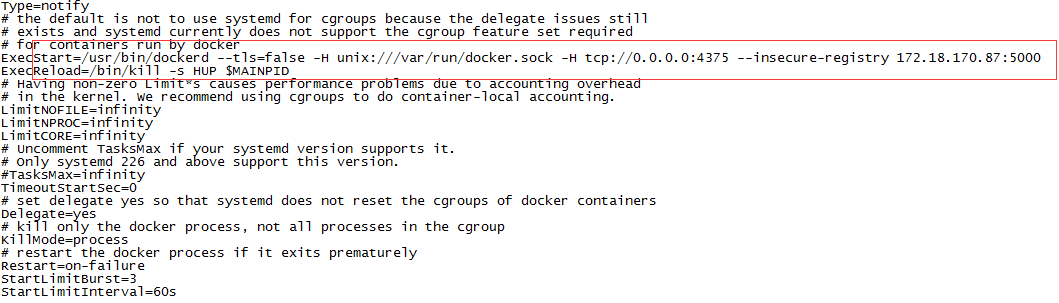 Type=notify
# the default is not to use systemd for cgroups because the delegate issues still
# exists and systemd currently does not support the cgroup feature set required
# for containers run by docker
ExecStart=/usr/bin/dockerd --tls=false -H unix:///var/run/docker.sock -H tcp://0.0.0.0:4375 --insecure-registry 172.18.170.87:5000
ExecReload=/bin/kill -s HUP $MAINPID
# Having non-zero Limit*s causes performance problems due to accounting overhead
# in the kernel. We recommend using cgroups to do container-local accounting.
LimitNOFILE=infinity
LimitNPROC=infinity
LimitCORE=infinity
# Uncomment TasksMax if your systemd version supports it.
# Only systemd 226 and above support this version.
#TasksMax=infinity
TimeoutStartSec=0
# set delegate yes so that systemd does not reset the cgroups of docker containers
Delegate=yes
# kill only the docker process, not all processes in the cgroup
KillMode=process
# restart the docker process if it exits prematurely
Restart=on-failure
StartLimitBurst=3
StartLimitInterval=60s